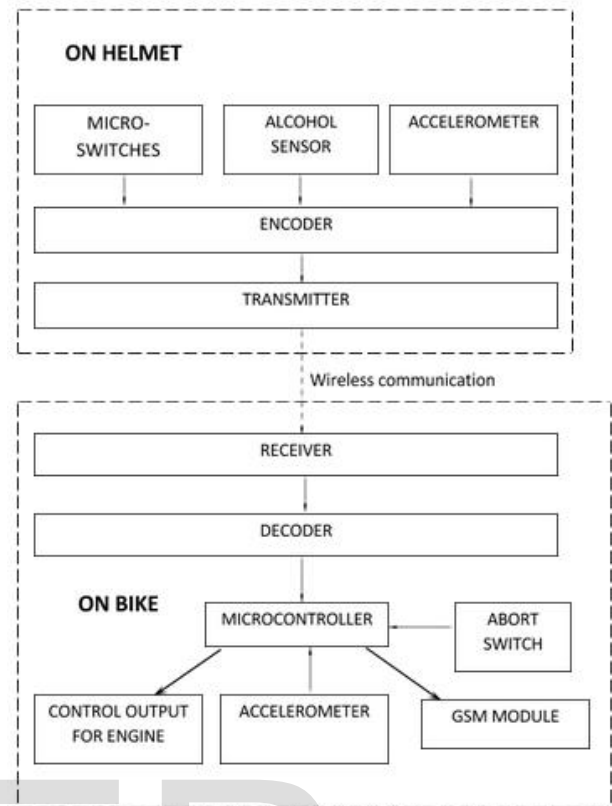 ON HELMET
MICRO-
SWITCHES
ALCOHOL
SENSOR
ACCELEROMETER
ENCODER
TRANSMITTER
Wireless communication
RECEIVER
DECODER
ON BIKE
MICROCONTROLLER
ABORT
SWITCH
CONTROL OUTPUT
FOR ENGINE
ACCELEROMETER
GSM MODULE